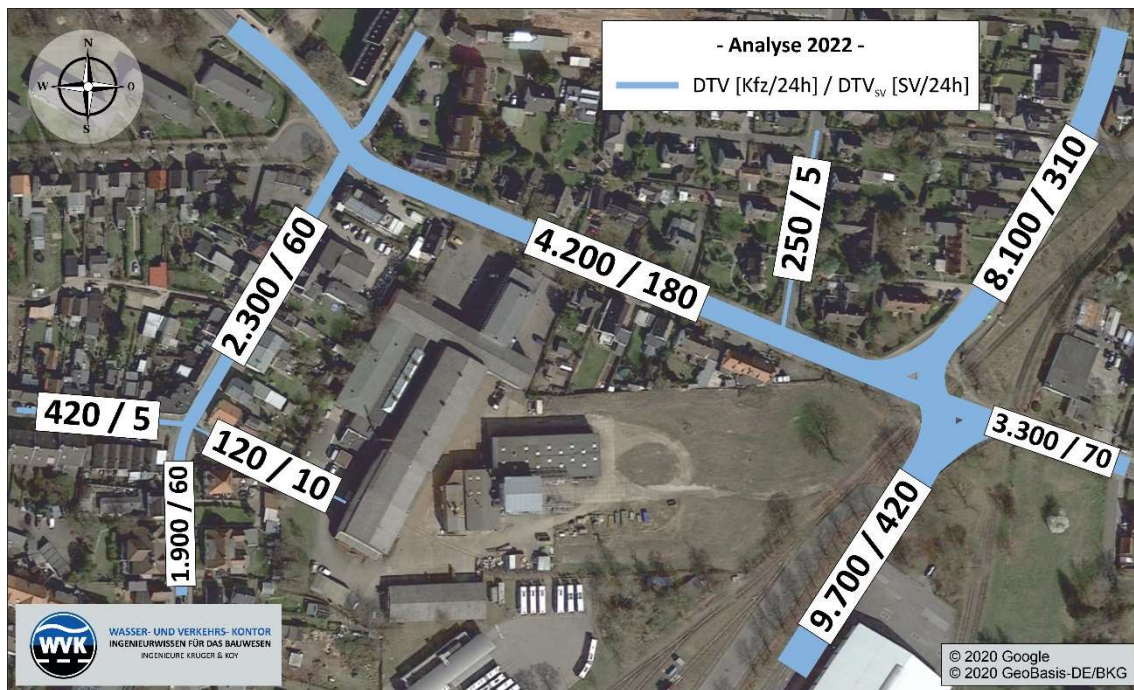 N
W
O
S
- Analyse 2022 -
DTV [Kfz/24h] / DTVSV [SV/24h]
8.100 / 310
250 / 5
4.200 / 180
2.300 / 60
420 / 5
120 / 10
3.300 / 70
1.900 / 60
9.700 / 420
WVK
WASSER- UND VERKEHRS- KONTOR
INGENIEURWISSEN FÜR DAS BAUWESEN
INGENIEURE KRÜGER & KOY
© 2020 Google
© 2020 GeoBasis-DE/BKG